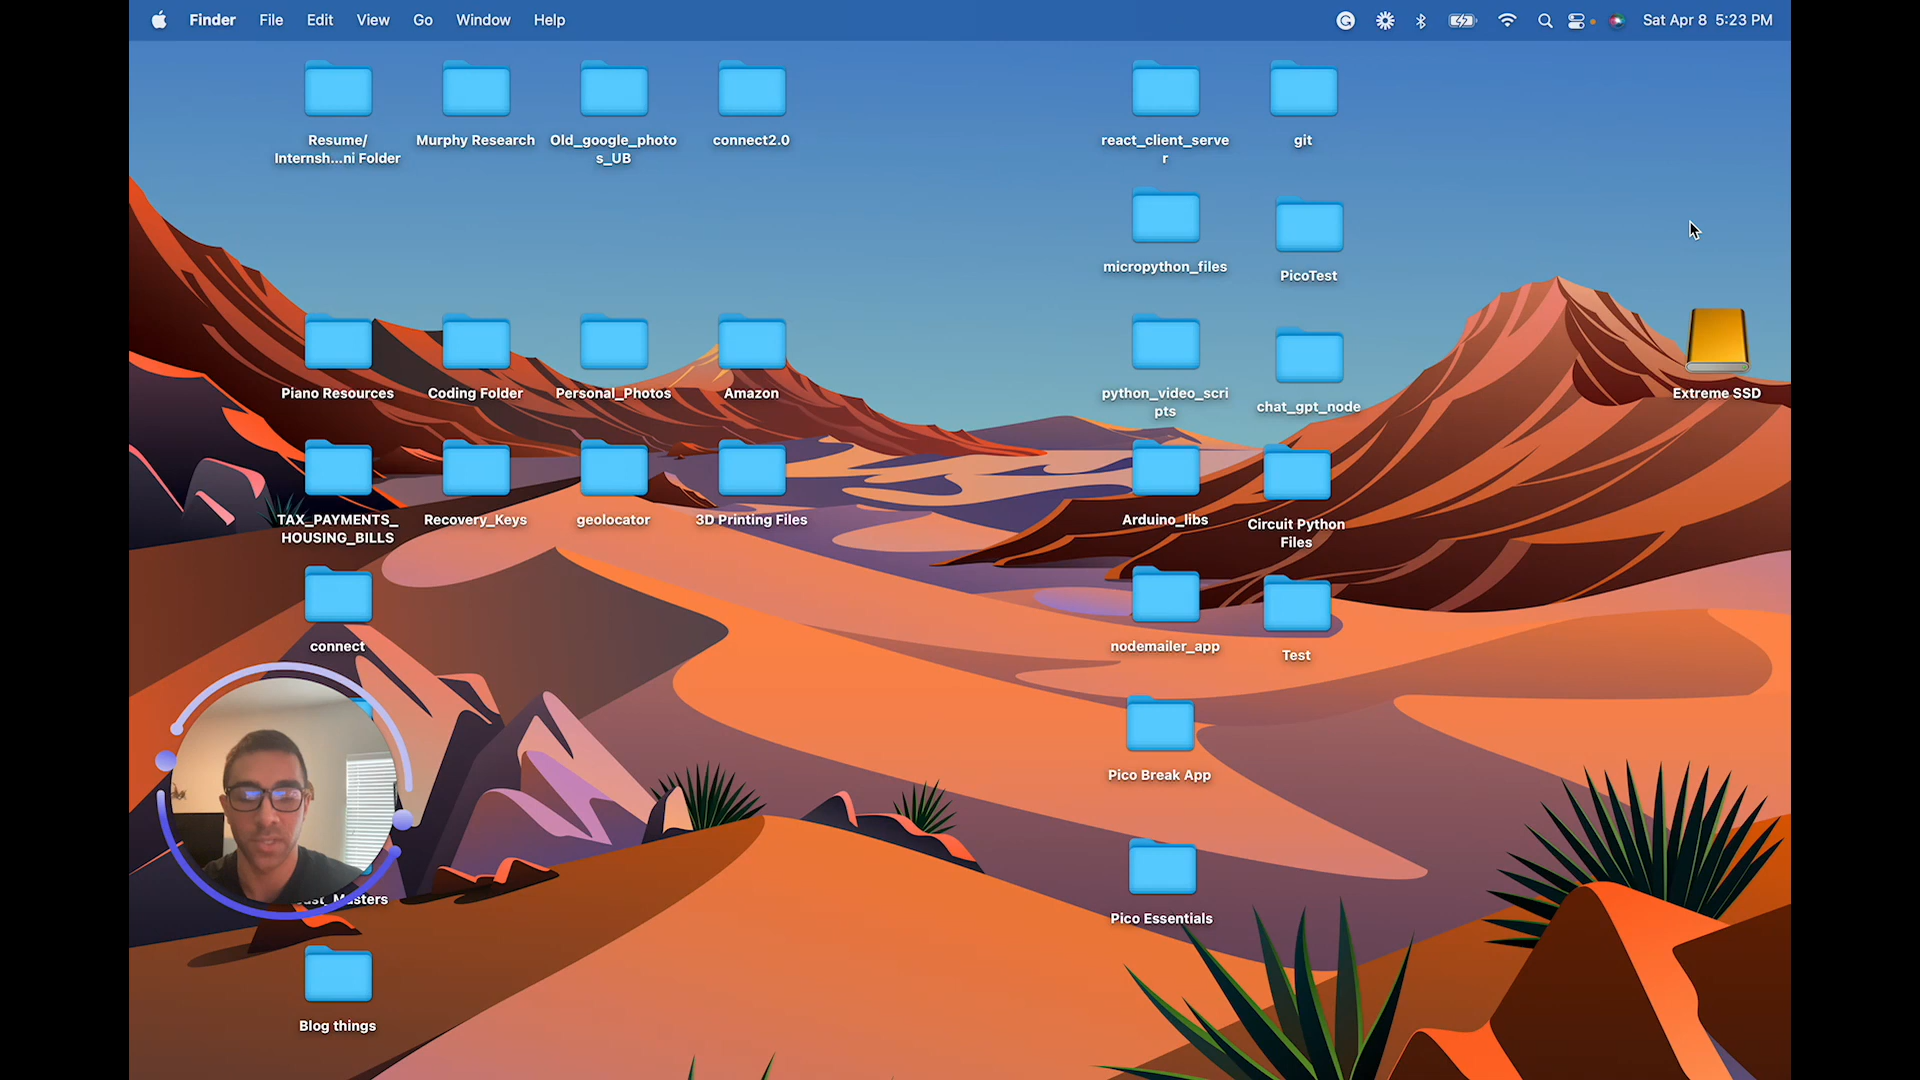 Finder File Edit View Go Window Help
Sat Apr 8 5:23 PM
Resume/
Internsh...ni Folder
Murphy Research
Old_google_photo
s_UB
connect2.0
react_client_serve
r
git
micropython_files
PicoTest
Piano Resources
Coding Folder
Personal_Photos
Amazon
python_video_scri
pts
chat_gpt_node
Extreme SSD
TAX_PAYMENTS_
HOUSING_BILLS
Recovery_Keys
geolocator
3D Printing Files
Arduino_libs
Circuit Python
Files
connect
nodemailer_app
Test
Pico Break App
Masters
Pico Essentials
Blog things